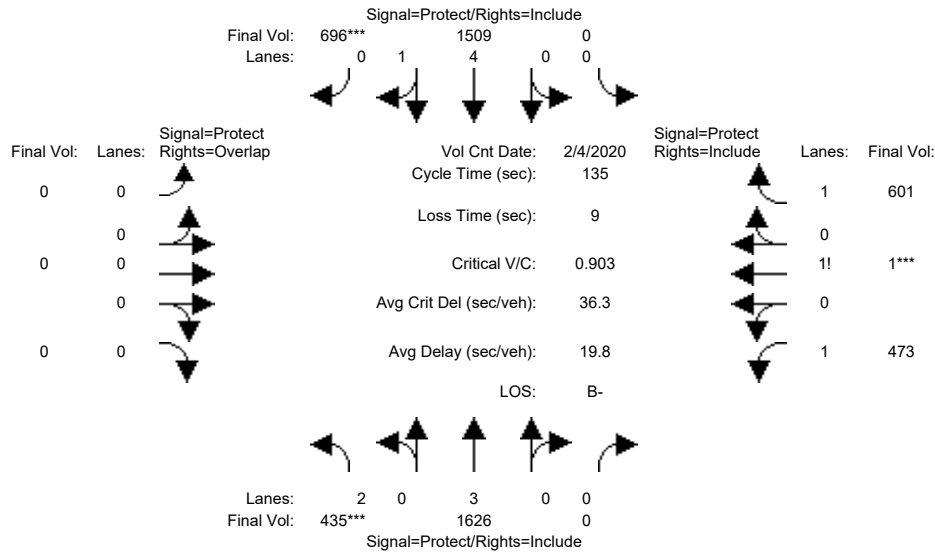 Signal=Protect/Rights=Include
Final Vol: 696*** 1509 0
Lanes: 0 1 4 0 0
Signal=Protect Signal=Protect
Final Vol: Lanes: Rights=Overlap Vol Cnt Date: 2/4/2020 Rights=Include Lanes: Final Vol:
Cycle Time (sec): 135
0 0 1 601
Loss Time (sec): 9
0 0
0 0 Critical V/C: 0.903 1! 1***
0 Avg Crit Del (sec/veh): 36.3 0
0 0 Avg Delay (sec/veh): 19.8 1 473
LOS: B-
Lanes: 2 0 3 0 0
Final Vol: 435*** 1626 0
Signal=Protect/Rights=Include